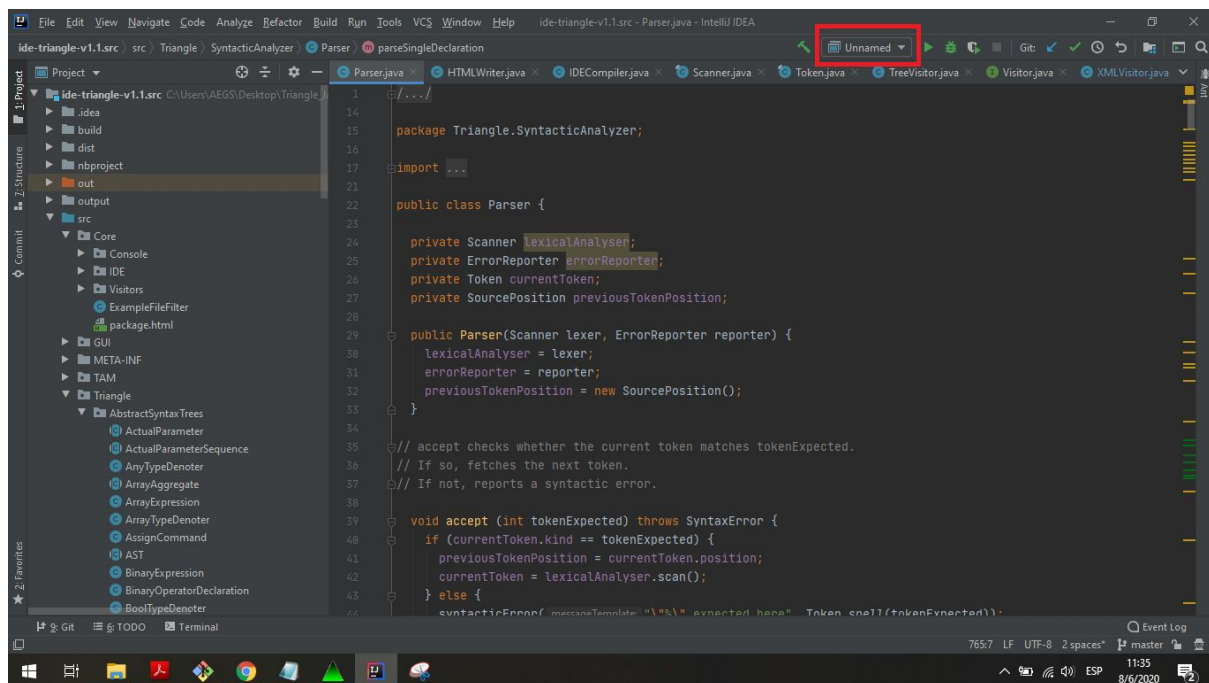 File Edit View Navigate Code Analyze Refactor Build Run Tools VCS Window Help ide-triangle-v1.1.src - Parser.java - IntelliJ IDEA
ide-triangle-v1.1.src src Triangle SyntacticAnalyzer Parser parseSingleDeclaration Unnamed Git:
Project Parser.java HTMLWriter.java IDECompiler.java Scanner.java Token.java TreeVisitor.java Visitor.java XMLVisitor.java
1: Project
Z: Structure
Commit
2: Favorites
Ant
ide-triangle-v1.1.src C:\Users\AEGS\Desktop\Triangle_J
.idea
build
dist
nbproject
out
output
src
Core
Console
IDE
Visitors
ExampleFileFilter
package.html
GUI
META-INF
TAM
Triangle
AbstractSyntaxTrees
ActualParameter
ActualParameterSequence
AnyTypeDenoter
ArrayAggregate
ArrayExpression
ArrayTypeDenoter
AssignCommand
AST
BinaryExpression
BinaryOperatorDeclaration
BoolTypeDenoter
1 /.../
14
15 package Triangle.SyntacticAnalyzer;
16
17 import ...
21
22 public class Parser {
23
24 private Scanner lexicalAnalyser;
25 private ErrorReporter errorReporter;
26 private Token currentToken;
27 private SourcePosition previousTokenPosition;
28
29 public Parser(Scanner lexer, ErrorReporter reporter) {
30 lexicalAnalyser = lexer;
31 errorReporter = reporter;
32 previousTokenPosition = new SourcePosition();
33 }
34
35 // accept checks whether the current token matches tokenExpected.
36 // If so, fetches the next token.
37 // If not, reports a syntactic error.
38
39 void accept (int tokenExpected) throws SyntaxError {
40 if (currentToken.kind == tokenExpected) {
41 previousTokenPosition = currentToken.position;
42 currentToken = lexicalAnalyser.scan();
43 } else {
44 syntacticError( messageTemplate: "\"%\" expected here", Token.spell(tokenExpected));
9: Git 6: TODO Terminal Event Log
765:7 LF UTF-8 2 spaces* master
ESP 11:35
8/6/2020 2